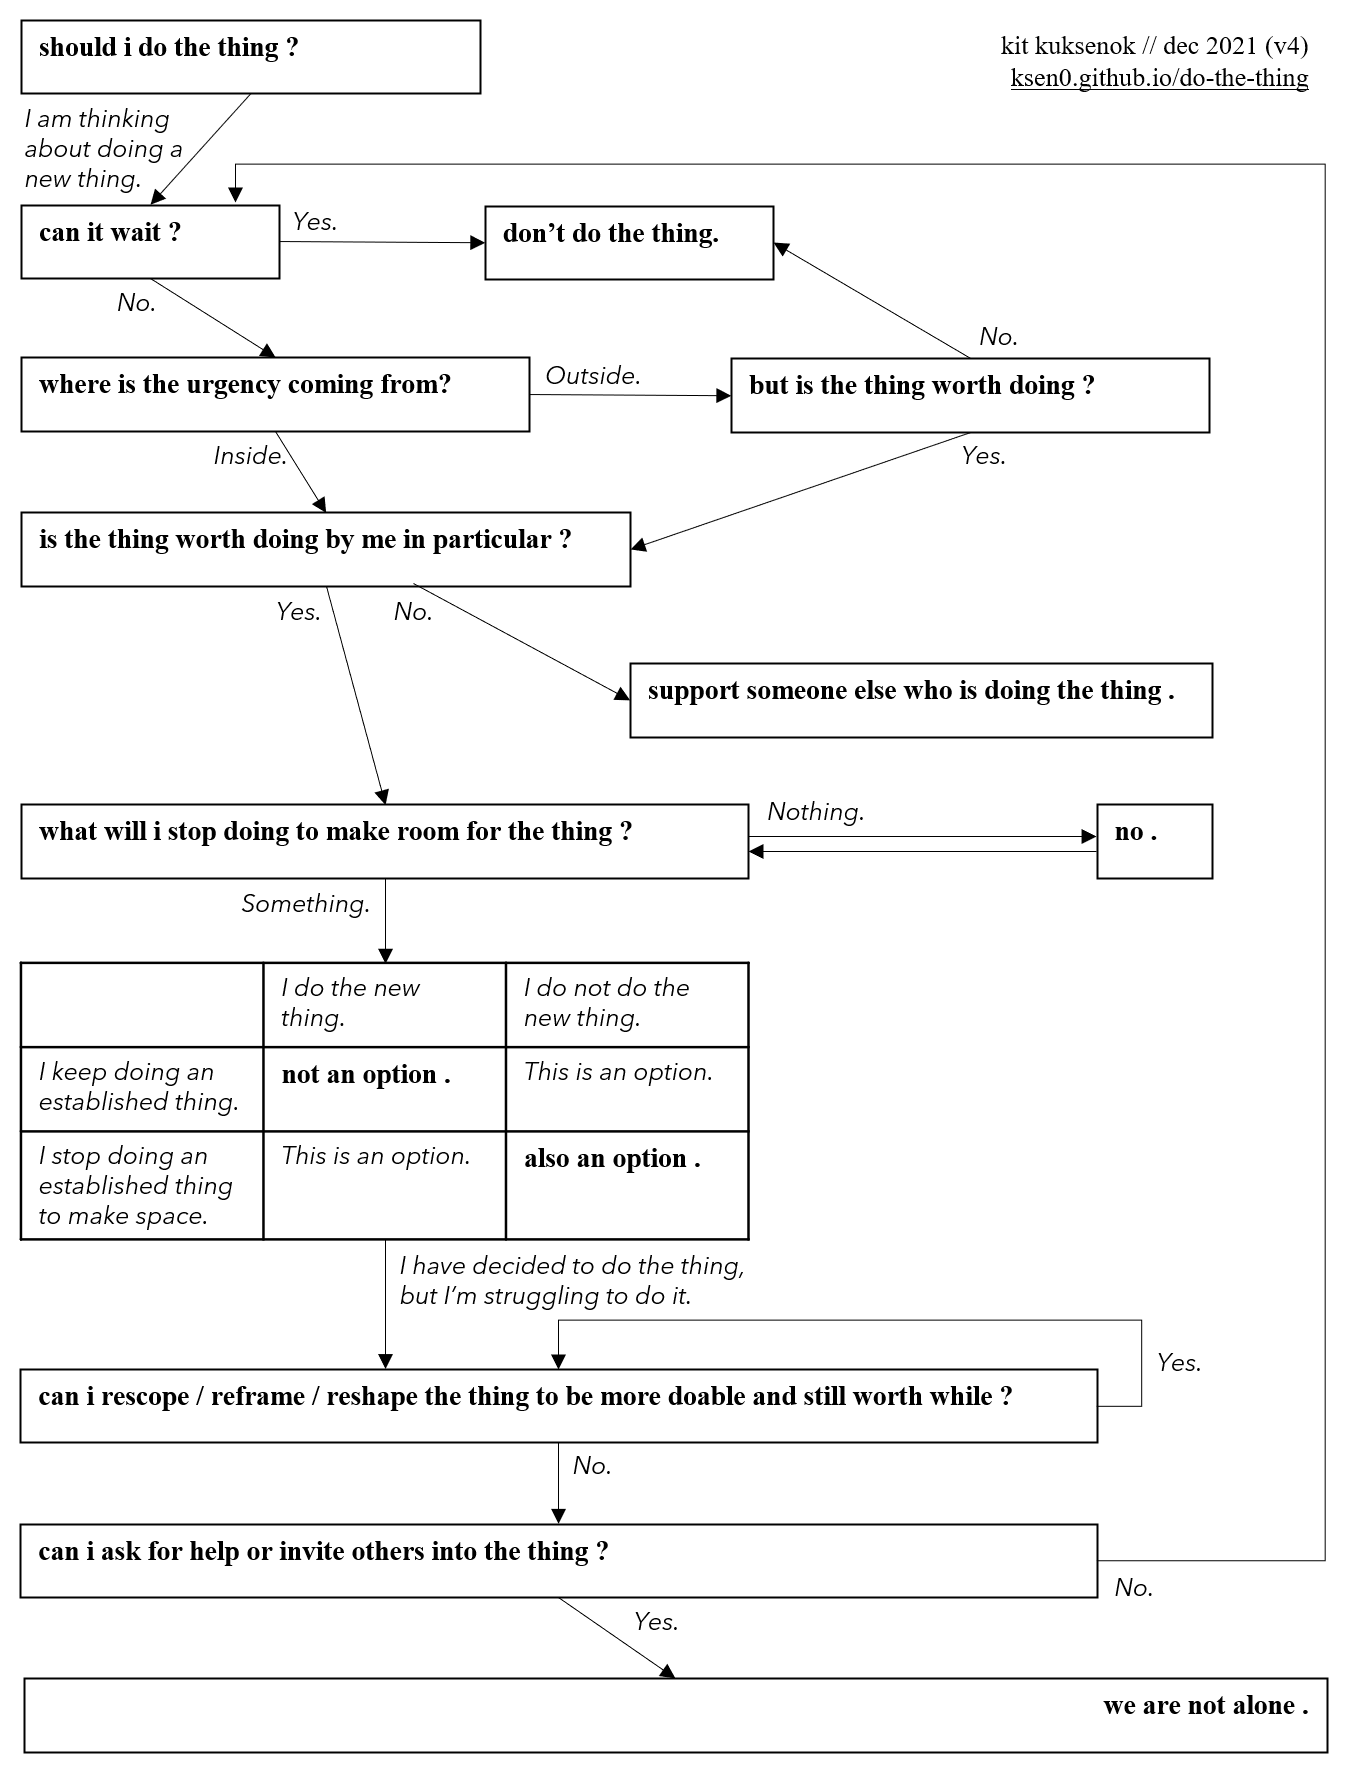 should i do the thing ?
kit kuksenok // dec 2021 (v4)
ksen0.github.io/do-the-thing
I am thinking
about doing a
new thing.
can it wait ?
Yes.
don’t do the thing.
No.
No.
where is the urgency coming from?
Outside.
but is the thing worth doing ?
Inside.
Yes.
is the thing worth doing by me in particular ?
Yes.
No.
support someone else who is doing the thing .
what will i stop doing to make room for the thing ?
Nothing.
no .
Something.
I do the new
thing.
I do not do the
new thing.
I keep doing an
established thing.
not an option .
This is an option.
I stop doing an
established thing
to make space.
This is an option.
also an option .
I have decided to do the thing,
but I’m struggling to do it.
Yes.
can i rescope / reframe / reshape the thing to be more doable and still worth while ?
No.
can i ask for help or invite others into the thing ?
No.
Yes.
we are not alone .